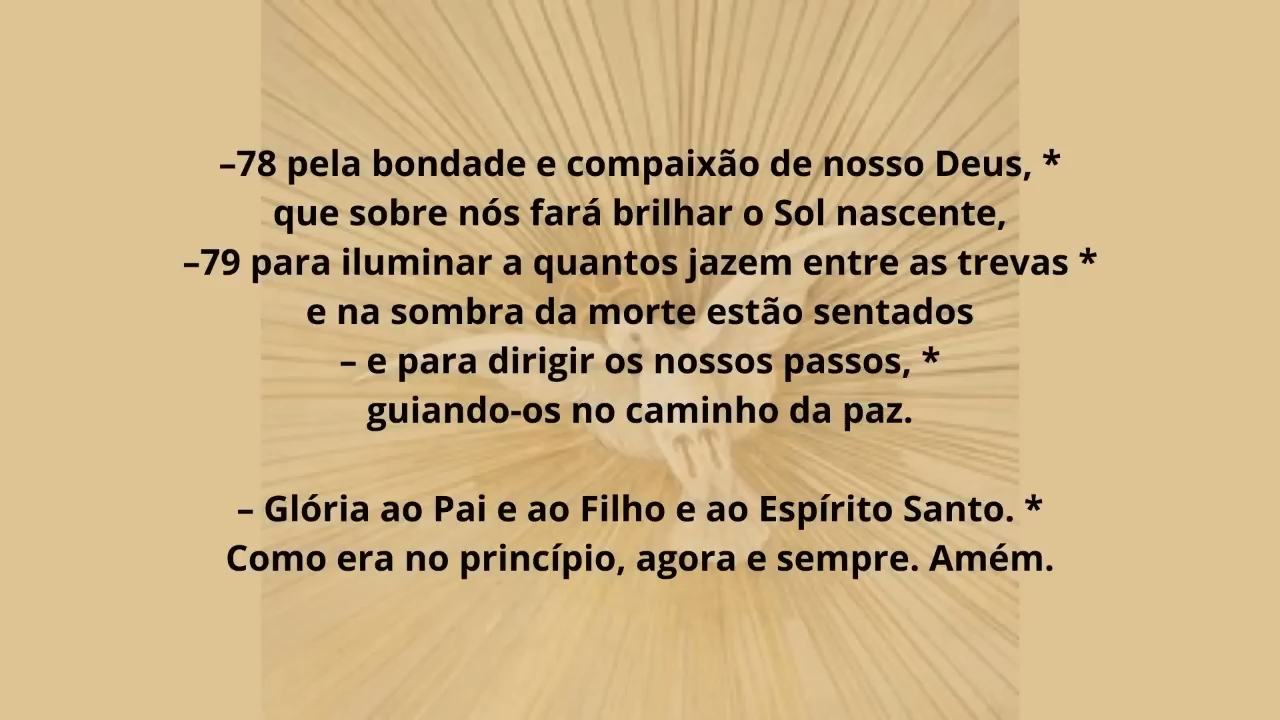 –78 pela bondade e compaixão de nosso Deus, *
que sobre nós fará brilhar o Sol nascente,
–79 para iluminar a quantos jazem entre as trevas *
e na sombra da morte estão sentados
– e para dirigir os nossos passos, *
guiando-os no caminho da paz.
– Glória ao Pai e ao Filho e ao Espírito Santo. *
Como era no princípio, agora e sempre. Amém.